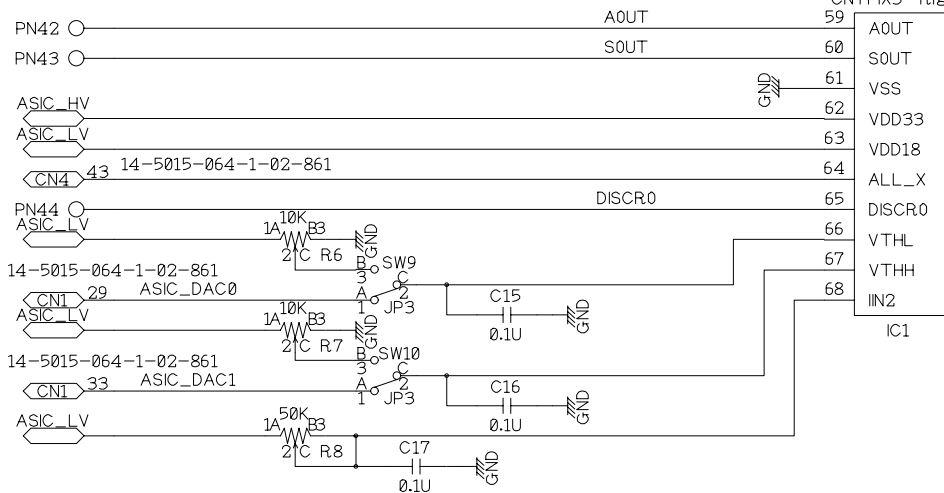 PN42 AOUT 59 AOUT
PN43 SOUT 60 SOUT
GND 61 VSS
ASIC_HV 62 VDD33
ASIC_LV 63 VDD18
CN4 43 14-5015-064-1-02-861 64 ALL_X
PN44 DISCRO 65 DISCRO
ASIC_LV 1A 10K B3 GND 66 VTHL
2 C R6
14-5015-064-1-02-861 B 3 SW9 67 VTHH
CN1 29 ASIC_DAC0 A 1 C 2 JP3 C15 0.1U GND 68 IIN2
ASIC_LV 1A 10K B3 GND IC1
2 C R7
14-5015-064-1-02-861 B 3 SW10
CN1 33 ASIC_DAC1 A 1 C 2 JP3 C16 0.1U GND
ASIC_LV 1A 50K B3
2 C R8 C17 0.1U GND